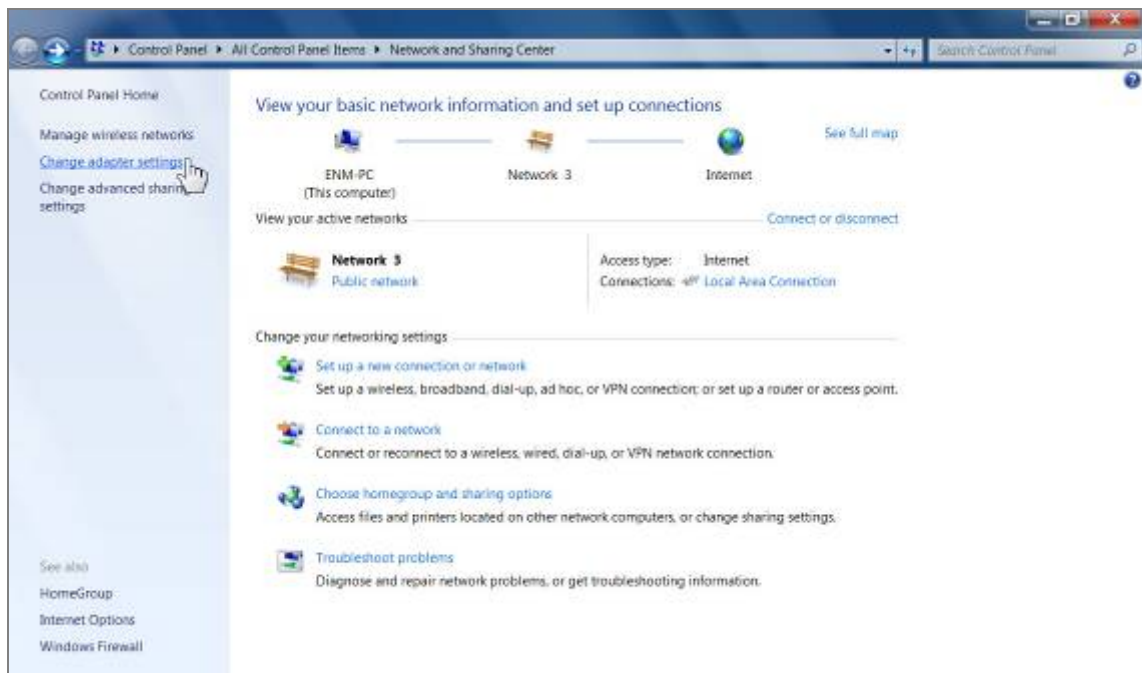 Control Panel ▸ All Control Panel Items ▸ Network and Sharing Center
Search Control Panel
Control Panel Home
Manage wireless networks
Change adapter settings
Change advanced sharing
settings
See also
HomeGroup
Internet Options
Windows Firewall
View your basic network information and set up connections
See full map
ENM-PC
(This computer)
Network 3
Internet
View your active networks
Connect or disconnect
Network 3
Public network
Access type: Internet
Connections: Local Area Connection
Change your networking settings
Set up a new connection or network
Set up a wireless, broadband, dial-up, ad hoc, or VPN connection; or set up a router or access point.
Connect to a network
Connect or reconnect to a wireless, wired, dial-up, or VPN network connection.
Choose homegroup and sharing options
Access files and printers located on other network computers, or change sharing settings.
Troubleshoot problems
Diagnose and repair network problems, or get troubleshooting information.